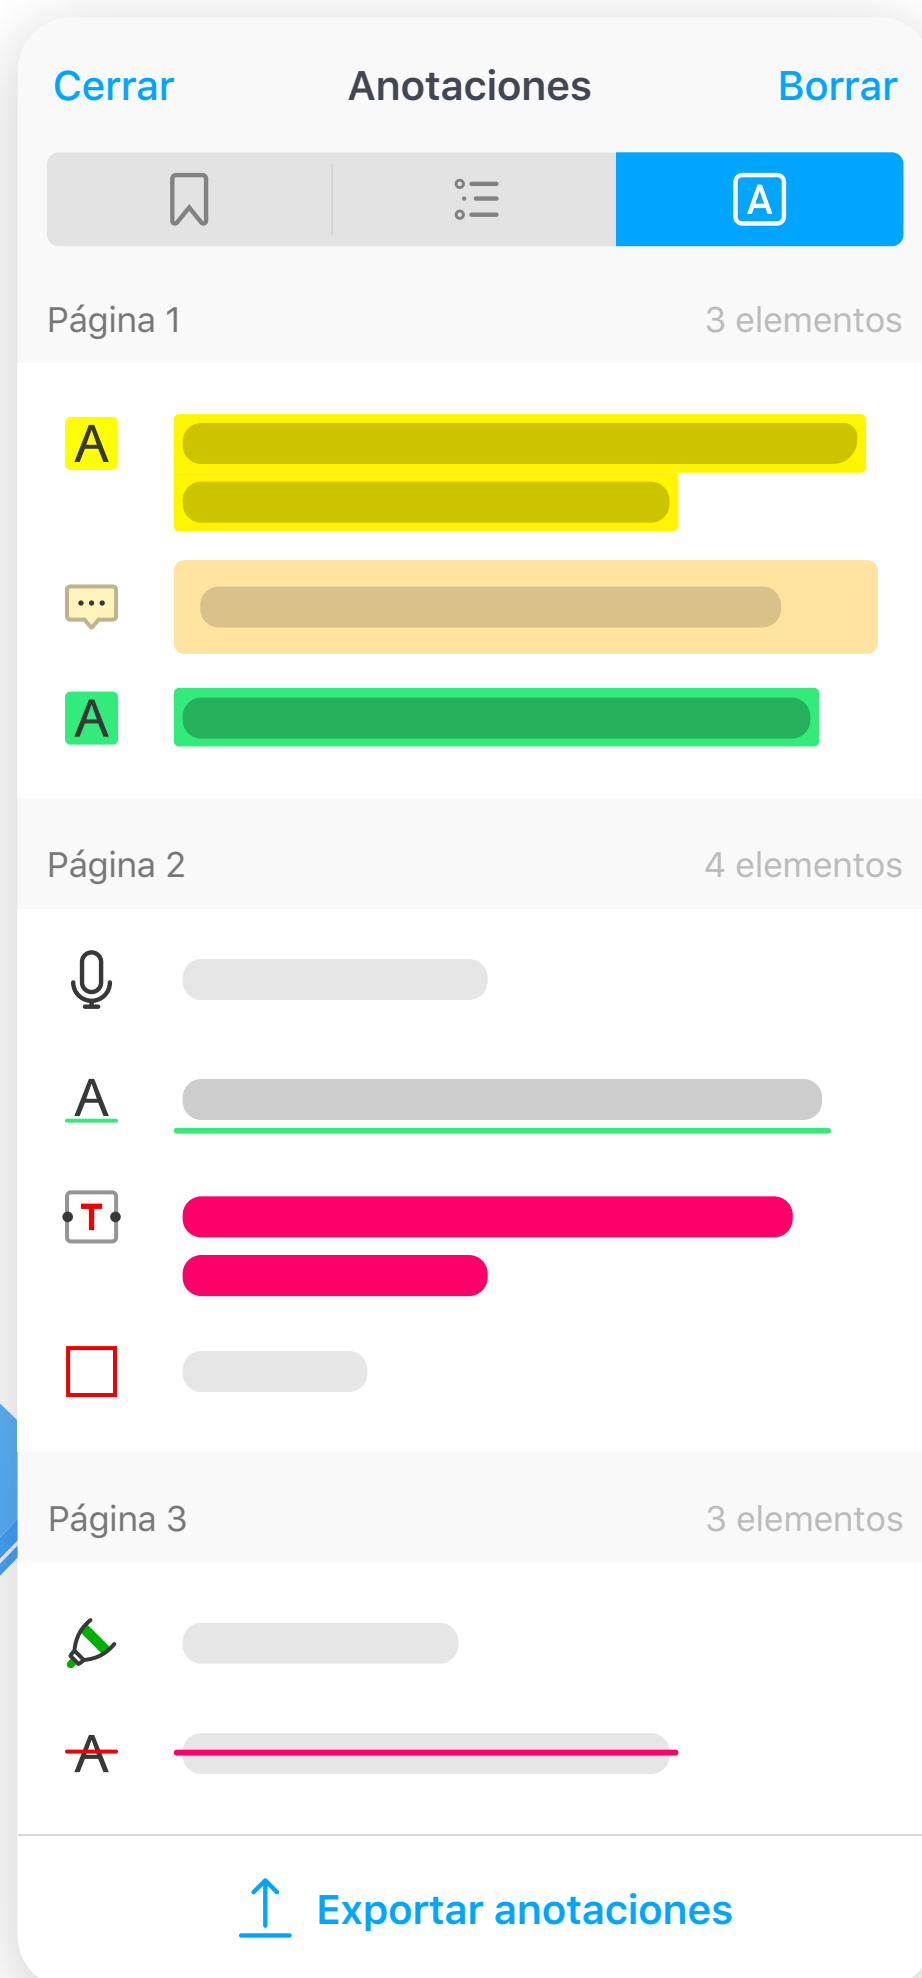 Cerrar Anotaciones Borrar
A
Página 1 3 elementos
A
A
Página 2 4 elementos
A
T
Página 3 3 elementos
A
Exportar anotaciones